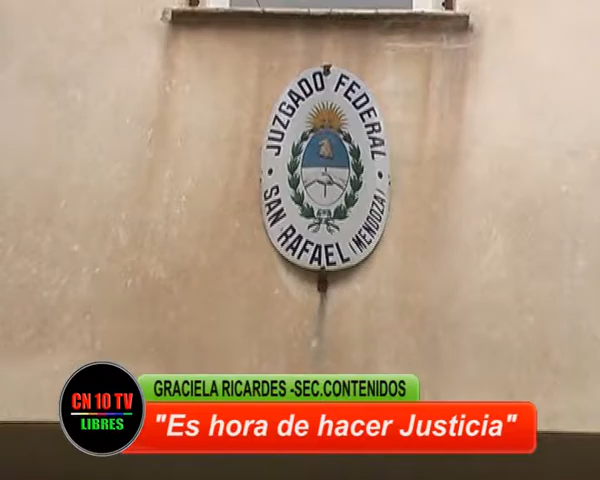 JUZGADO FEDERAL
SAN RAFAEL (MENDOZA)
CN 10 TV
LIBRES
GRACIELA RICARDES -SEC.CONTENIDOS
"Es hora de hacer Justicia"